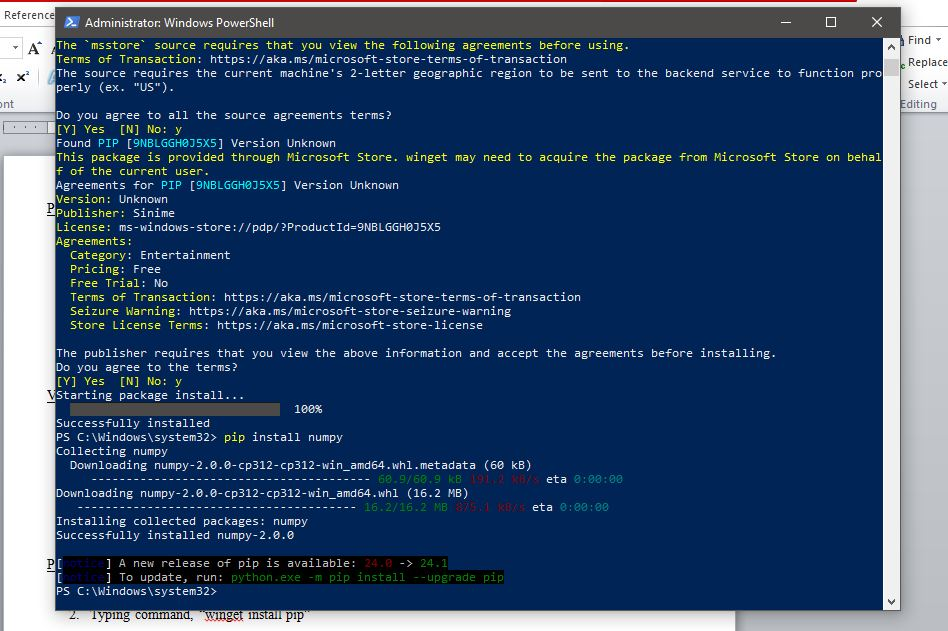 Reference
Administrator: Windows PowerShell
Find
Replace
Select
Editing
ont
The `msstore` source requires that you view the following agreements before using.
Terms of Transaction: https://aka.ms/microsoft-store-terms-of-transaction
The source requires the current machine's 2-letter geographic region to be sent to the backend service to function pro
perly (ex. "US").
Do you agree to all the source agreements terms?
[Y] Yes  [N] No: y
Found PIP [9NBLGGH0J5X5] Version Unknown
This package is provided through Microsoft Store. winget may need to acquire the package from Microsoft Store on behal
f of the current user.
Agreements for PIP [9NBLGGH0J5X5] Version Unknown
Version: Unknown
Publisher: Sinime
License: ms-windows-store://pdp/?ProductId=9NBLGGH0J5X5
Agreements:
Category: Entertainment
Pricing: Free
Free Trial: No
Terms of Transaction: https://aka.ms/microsoft-store-terms-of-transaction
Seizure Warning: https://aka.ms/microsoft-store-seizure-warning
Store License Terms: https://aka.ms/microsoft-store-license
The publisher requires that you view the above information and accept the agreements before installing.
Do you agree to the terms?
[Y] Yes  [N] No: y
Starting package install...
100%
Successfully installed
PS C:\Windows\system32> pip install numpy
Collecting numpy
Downloading numpy-2.0.0-cp312-cp312-win_amd64.whl.metadata (60 kB)
---------------------------------------- 60.9/60.9 kB 191.2 kB/s eta 0:00:00
Downloading numpy-2.0.0-cp312-cp312-win_amd64.whl (16.2 MB)
---------------------------------------- 16.2/16.2 MB 875.1 kB/s eta 0:00:00
Installing collected packages: numpy
Successfully installed numpy-2.0.0
[notice] A new release of pip is available: 24.0 -> 24.1
[notice] To update, run: python.exe -m pip install --upgrade pip
PS C:\Windows\system32>
2. Typing command, "winget install pip"